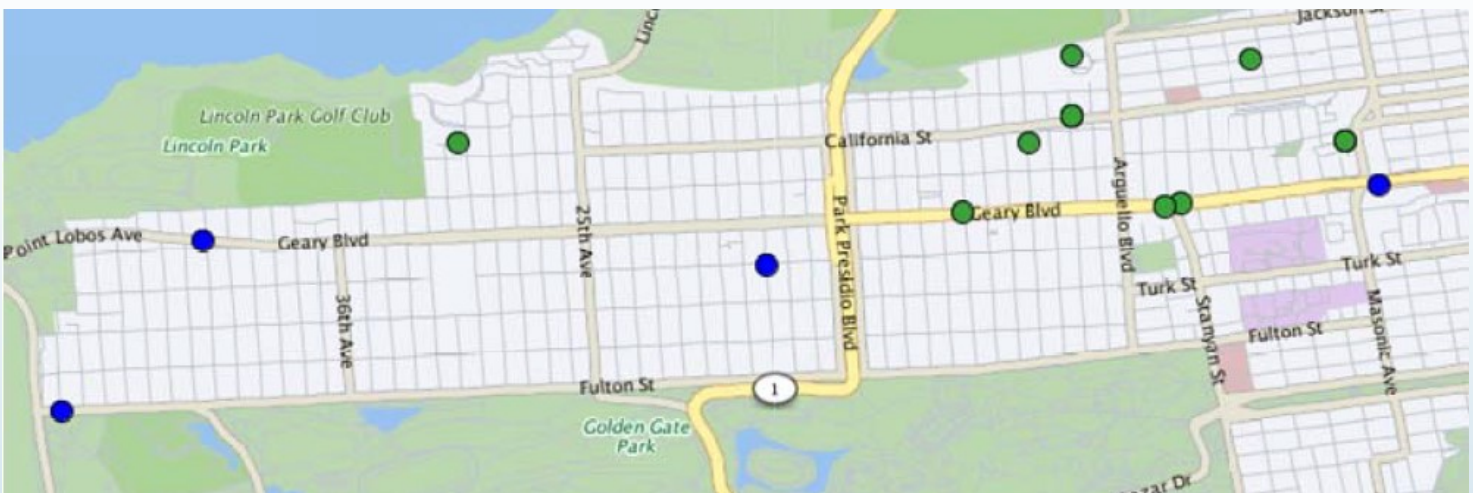 Jackson St
Lincoln Park Golf Club
Lincoln Park
California St
Point Lobos Ave
Geary Blvd
Geary Blvd
25th Ave
Park Presidio Blvd
Arguello Blvd
36th Ave
Turk St
Turk St
Stanyan St
Masonic Ave
Fulton St
Fulton St
1
Golden Gate
Park